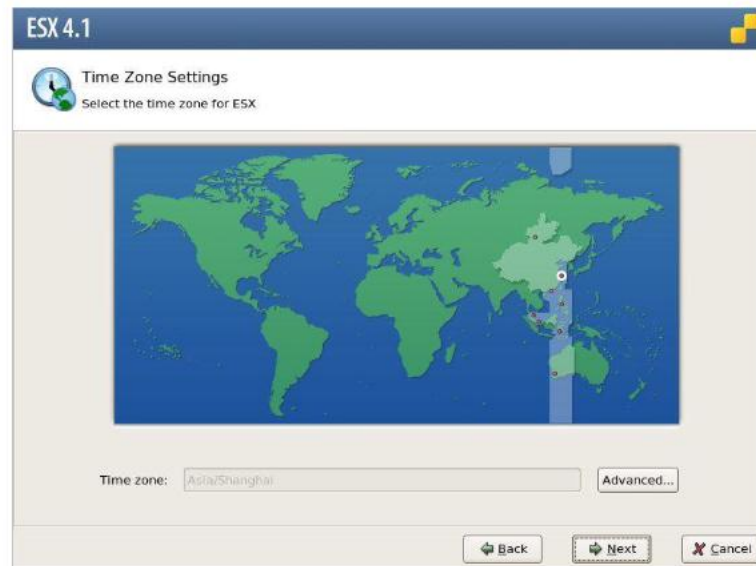 ESX 4.1
Time Zone Settings
Select the time zone for ESX
Time zone:
Asia/Shanghai
Advanced...
Back
Next
Cancel